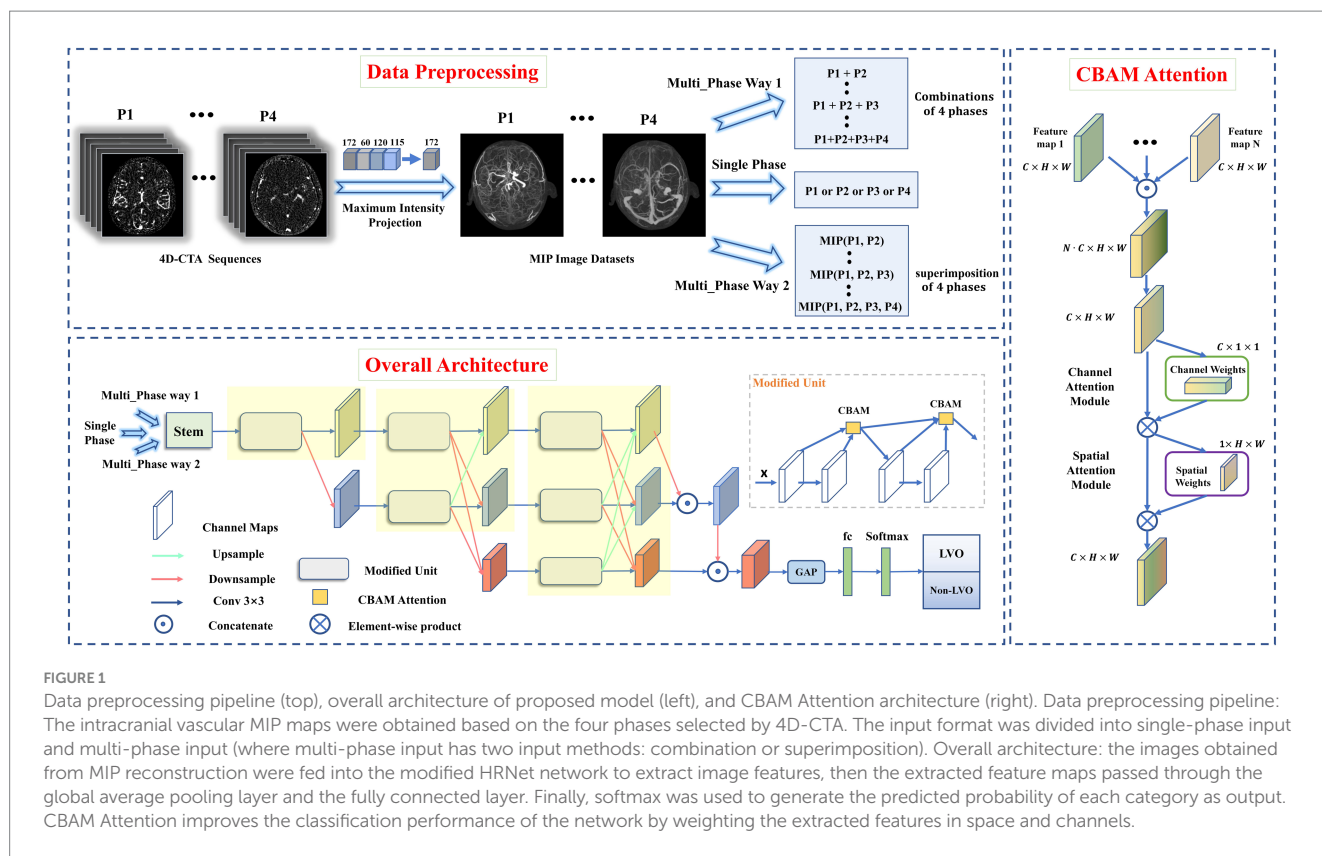 Data Preprocessing
P1
•••
P4
172 60 120 115
172
Maximum Intensity
Projection
4D-CTA Sequences
P1
•••
P4
MIP Image Datasets
Multi_Phase Way 1
Single Phase
Multi_Phase Way 2
P1 + P2
P1 + P2 + P3
P1+P2+P3+P4
Combinations
of 4 phases
P1 or P2 or P3 or P4
MIP(P1, P2)
MIP(P1, P2, P3)
MIP(P1, P2, P3, P4)
superimposition
of 4 phases
Overall Architecture
Multi_Phase way 1
Single
Phase
Multi_Phase way 2
Stem
Modified Unit
CBAM
CBAM
X
Channel Maps
Upsample
Downsample
Conv 3×3
Concatenate
Modified Unit
CBAM Attention
Element-wise product
GAP
fc
Softmax
LVO
Non-LVO
CBAM Attention
Feature
map 1
C × H × W
•••
Feature
map N
C × H × W
N · C × H × W
C × H × W
C × 1 × 1
Channel
Attention
Module
Channel Weights
1× H × W
Spatial
Attention
Module
Spatial
Weights
C × H × W
FIGURE 1
Data preprocessing pipeline (top), overall architecture of proposed model (left), and CBAM Attention architecture (right). Data preprocessing pipeline:
The intracranial vascular MIP maps were obtained based on the four phases selected by 4D-CTA. The input format was divided into single-phase input
and multi-phase input (where multi-phase input has two input methods: combination or superimposition). Overall architecture: the images obtained
from MIP reconstruction were fed into the modified HRNet network to extract image features, then the extracted feature maps passed through the
global average pooling layer and the fully connected layer. Finally, softmax was used to generate the predicted probability of each category as output.
CBAM Attention improves the classification performance of the network by weighting the extracted features in space and channels.